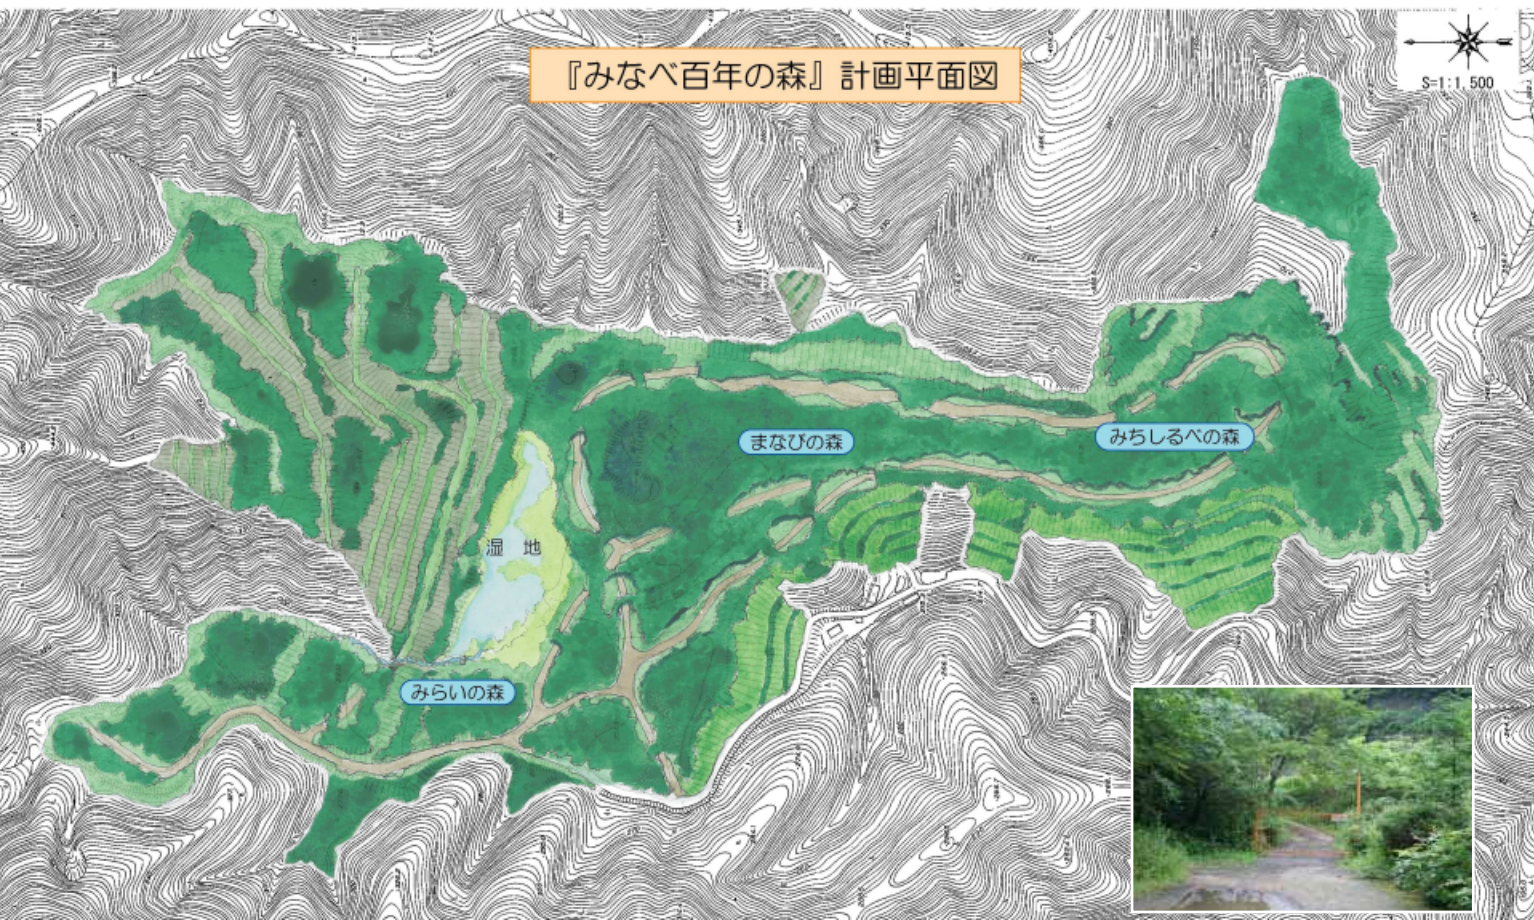 『みなべ百年の森』計画平面図
S=1:1,500
まなびの森
みちしるべの森
湿 地
みらいの森